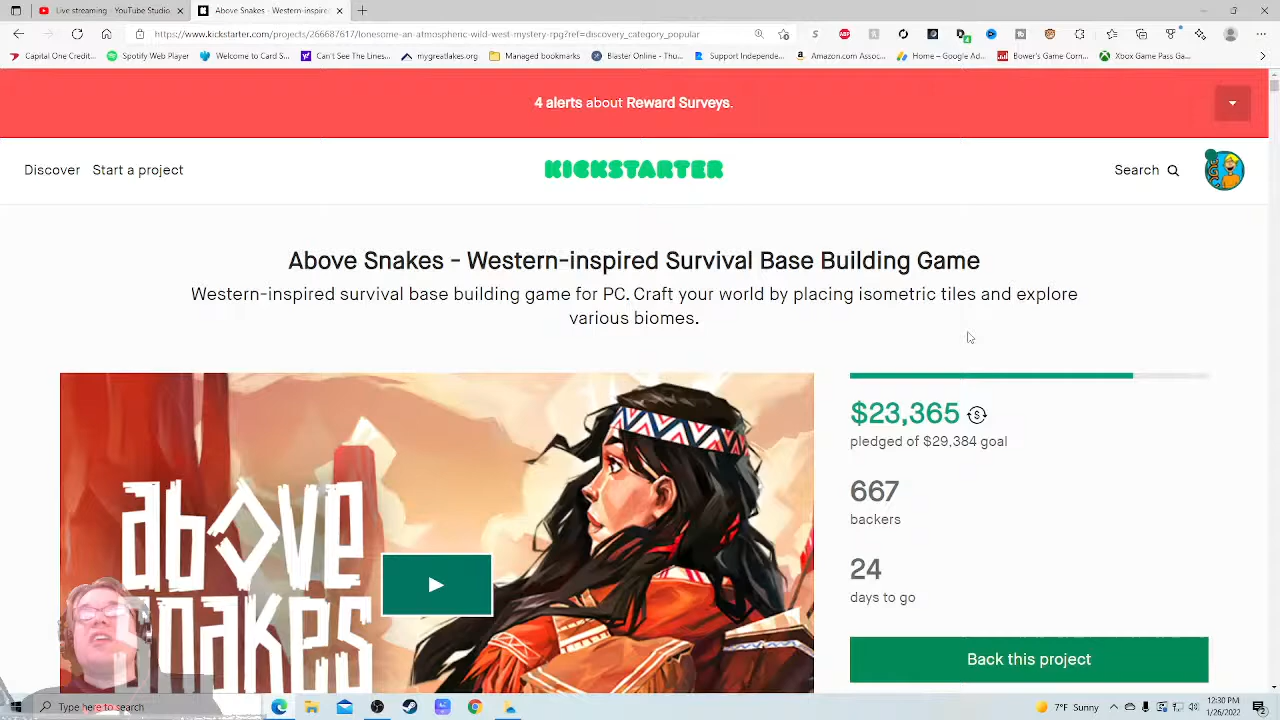 Live streaming - YouTube Studio
Above Snakes - Western-inspire
https://www.kickstarter.com/projects/266687617/lonesome-an-atmospheric-wild-west-mystery-rpg?ref=discovery_category_popular
Capital One Credit...
Spotify Web Player
Welcome to Card S...
Can't See The Lines...
mygreatlakes.org
Managed bookmarks
Blaster Online - Thu...
Support Independe...
Amazon.com Assoc...
Home – Google Ad...
Bover's Game Corn...
Xbox Game Pass Ga...
4 alerts about Reward Surveys.
Discover
Start a project
KICKSTARTER
Search
Above Snakes - Western-inspired Survival Base Building Game
Western-inspired survival base building game for PC. Craft your world by placing isometric tiles and explore
various biomes.
above
snakes
$23,365
pledged of $29,384 goal
667
backers
24
days to go
Back this project
Type here to search
77°F Sunny
12:30 PM
1/26/2022